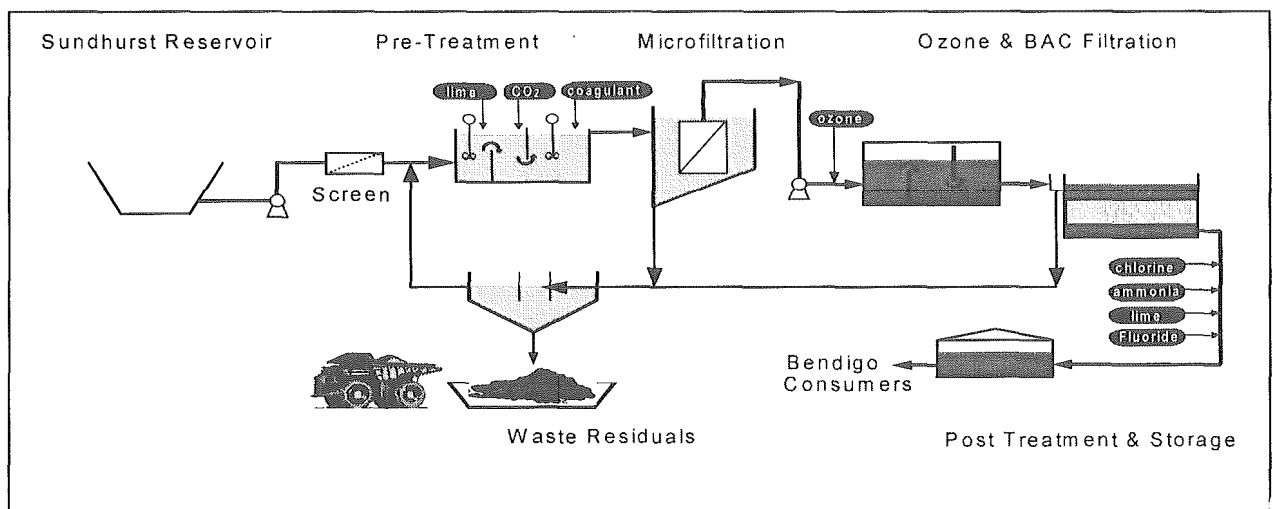 Sundhurst Reservoir
Pre-Treatment
Microfiltration
Ozone & BAC Filtration
lime
CO₂
coagulant
ozone
Screen
chlorine
ammonia
lime
Fluoride
Bendigo
Consumers
Waste Residuals
Post Treatment & Storage